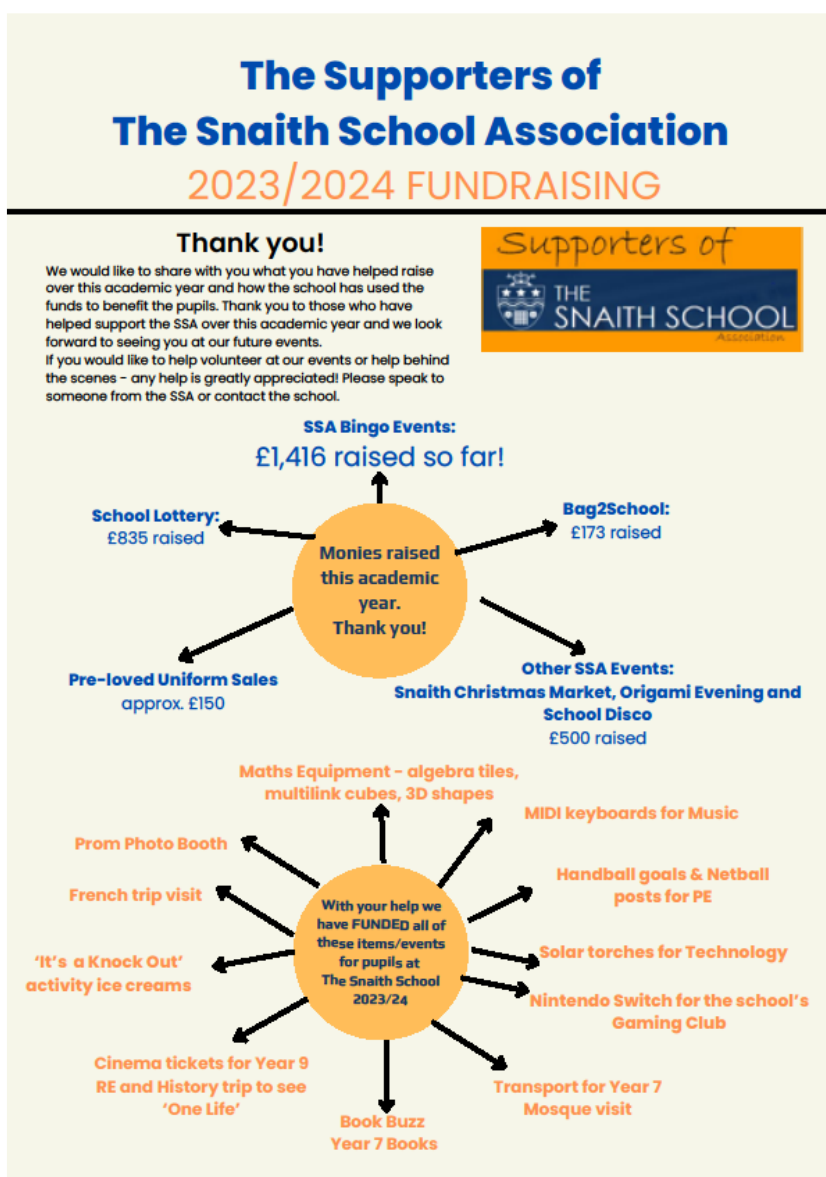 The Supporters of
The Snaith School Association
2023/2024 FUNDRAISING
Thank you!
We would like to share with you what you have helped raise
over this academic year and how the school has used the
funds to benefit the pupils. Thank you to those who have
helped support the SSA over this academic year and we look
forward to seeing you at our future events.
If you would like to help volunteer at our events or help behind
the scenes - any help is greatly appreciated! Please speak to
someone from the SSA or contact the school.
Supporters of
THE
SNAITH SCHOOL
Association
SSA Bingo Events:
£1,416 raised so far!
School Lottery:
£835 raised
Bag2School:
£173 raised
Monies raised
this academic
year.
Thank you!
Pre-loved Uniform Sales
approx. £150
Other SSA Events:
Snaith Christmas Market, Origami Evening and
School Disco
£500 raised
Maths Equipment - algebra tiles,
multilink cubes, 3D shapes
MIDI keyboards for Music
Prom Photo Booth
Handball goals & Netball
posts for PE
French trip visit
With your help we
have FUNDED all of
these items/events
for pupils at
The Snaith School
2023/24
Solar torches for Technology
'It's a Knock Out'
activity ice creams
Nintendo Switch for the school's
Gaming Club
Cinema tickets for Year 9
RE and History trip to see
'One Life'
Transport for Year 7
Mosque visit
Book Buzz
Year 7 Books